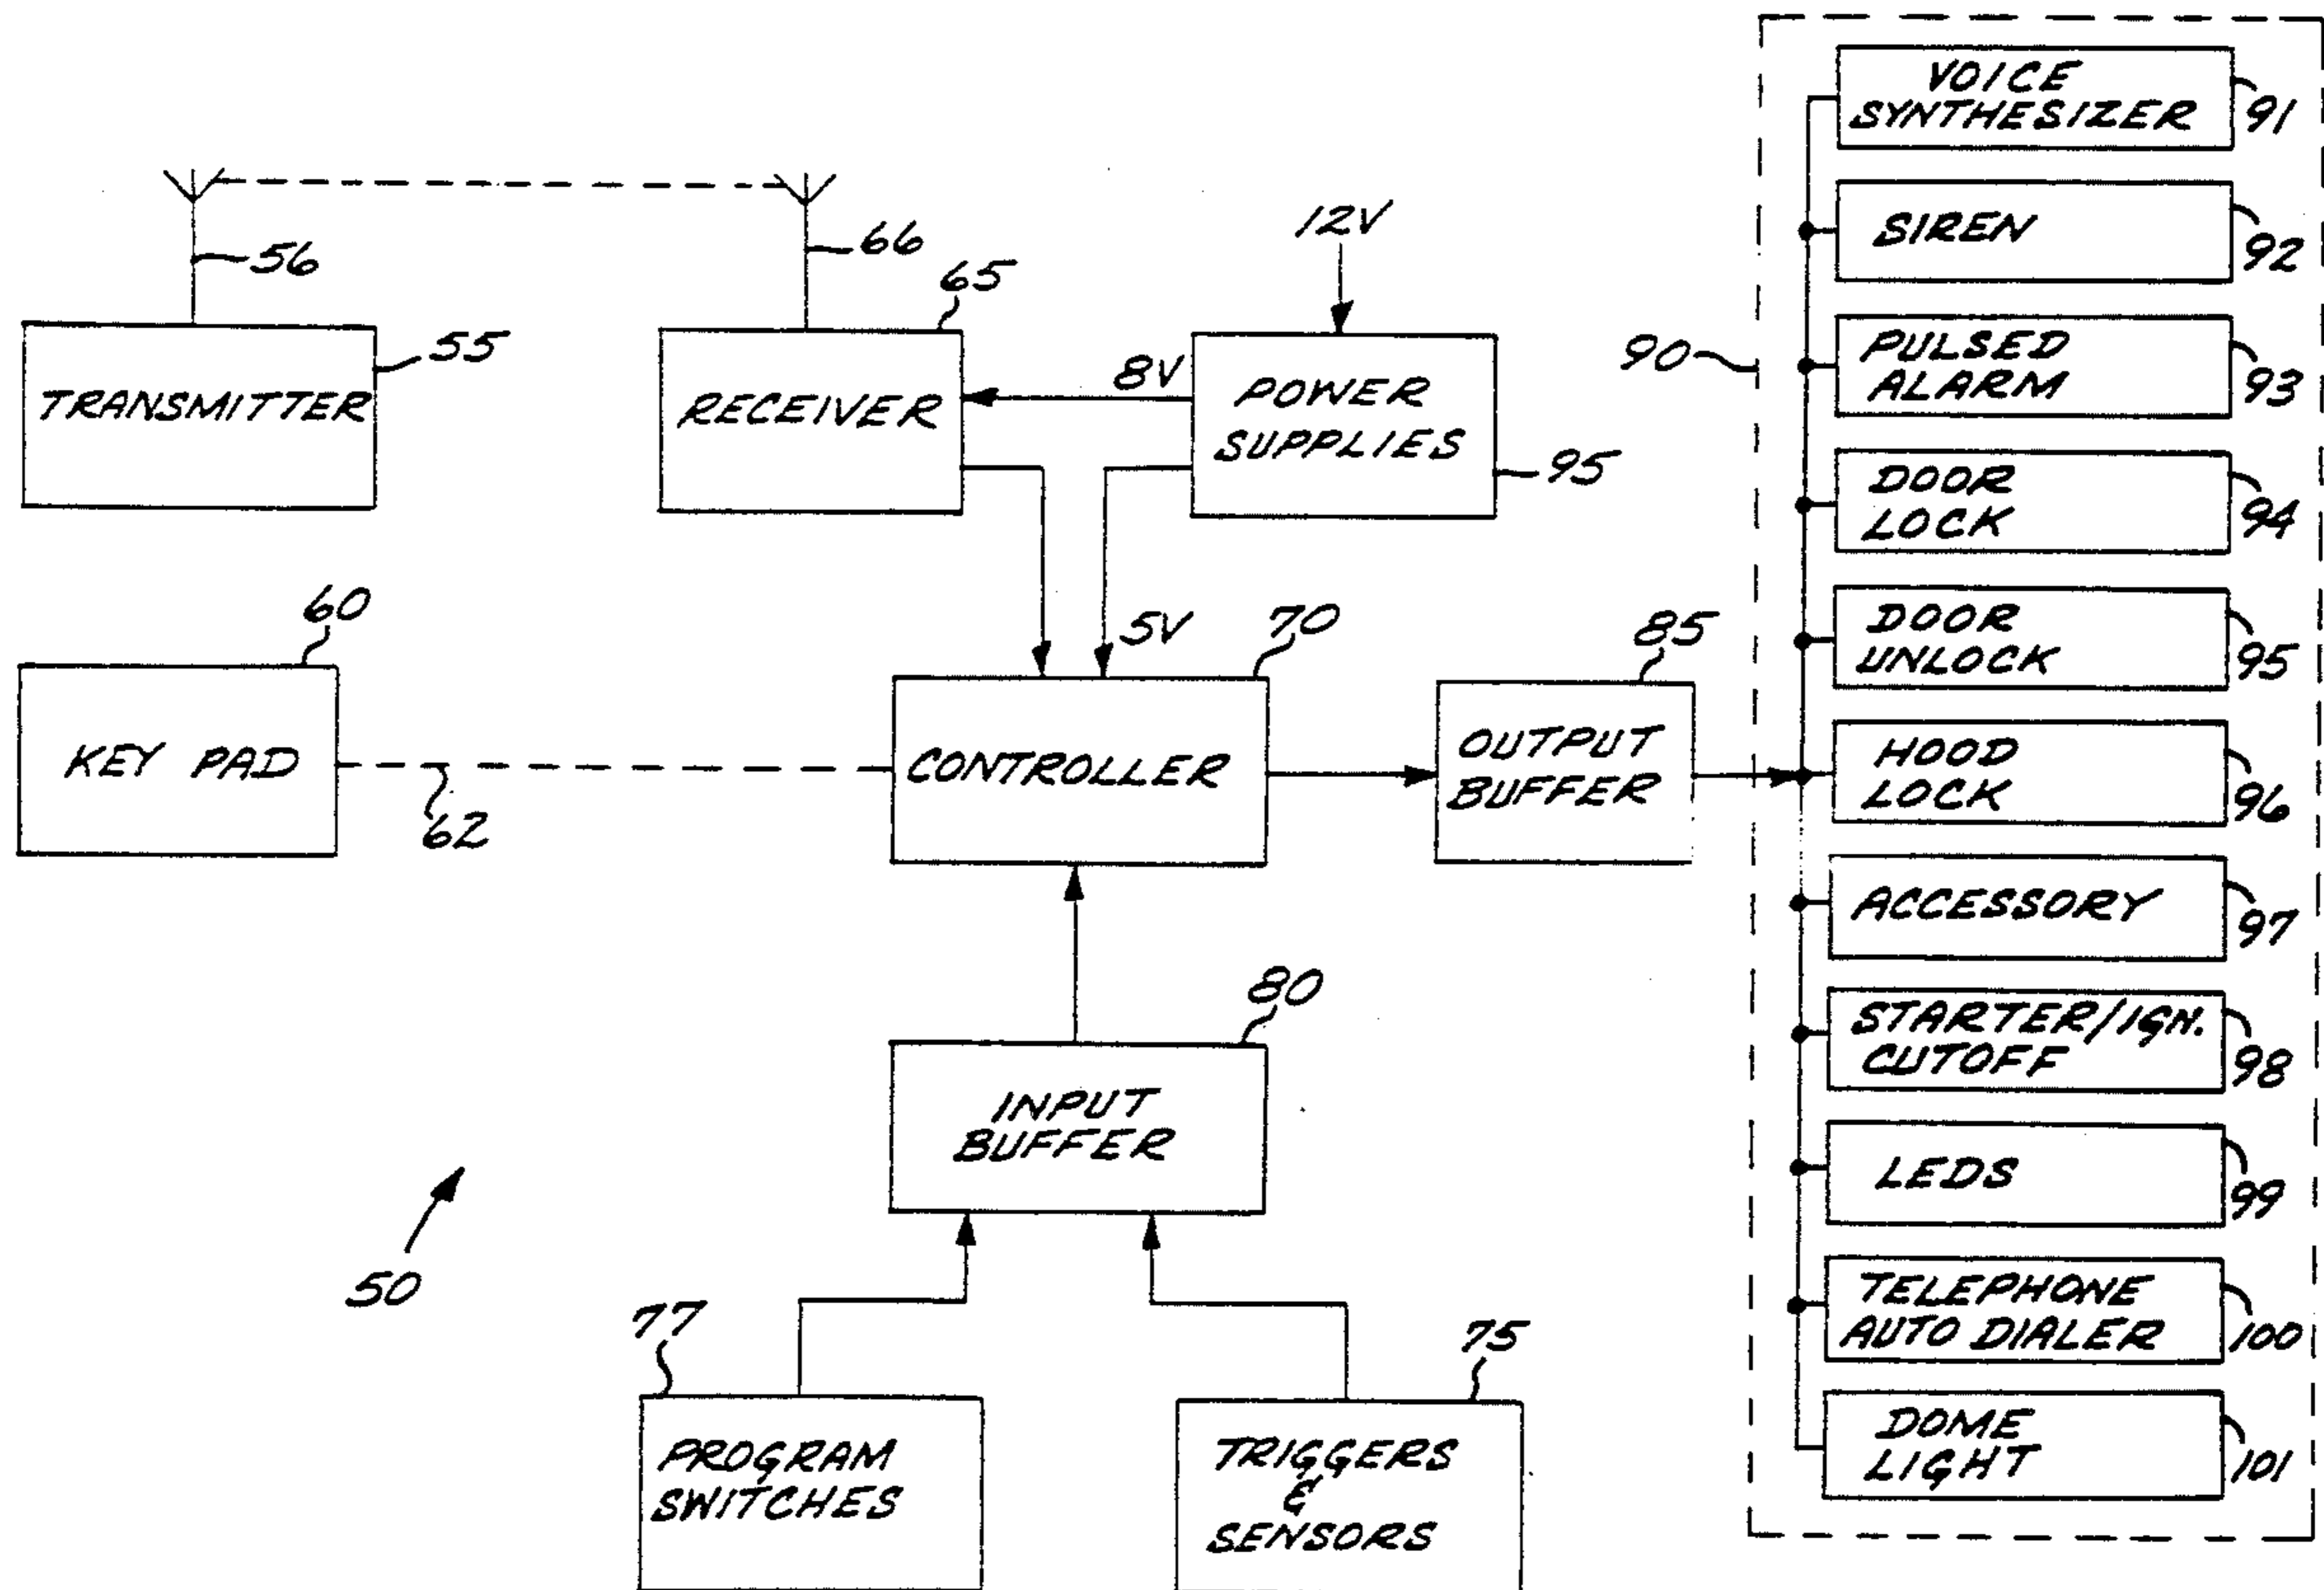 VOICE
SYNTHESIZER
91
SIREN
92
56
66
12V
65
PULSED
ALARM
93
90
55
TRANSMITTER
RECEIVER
8V
POWER
SUPPLIES
95
DOOR
LOCK
94
60
5V
70
85
DOOR
UNLOCK
95
KEY PAD
62
CONTROLLER
OUTPUT
BUFFER
HOOD
LOCK
96
ACCESSORY
97
80
INPUT
BUFFER
STARTER/IGN.
CUTOFF
98
LEDS
99
50
77
75
TELEPHONE
AUTO DIALER
100
PROGRAM
SWITCHES
TRIGGERS
&
SENSORS
DOME
LIGHT
101